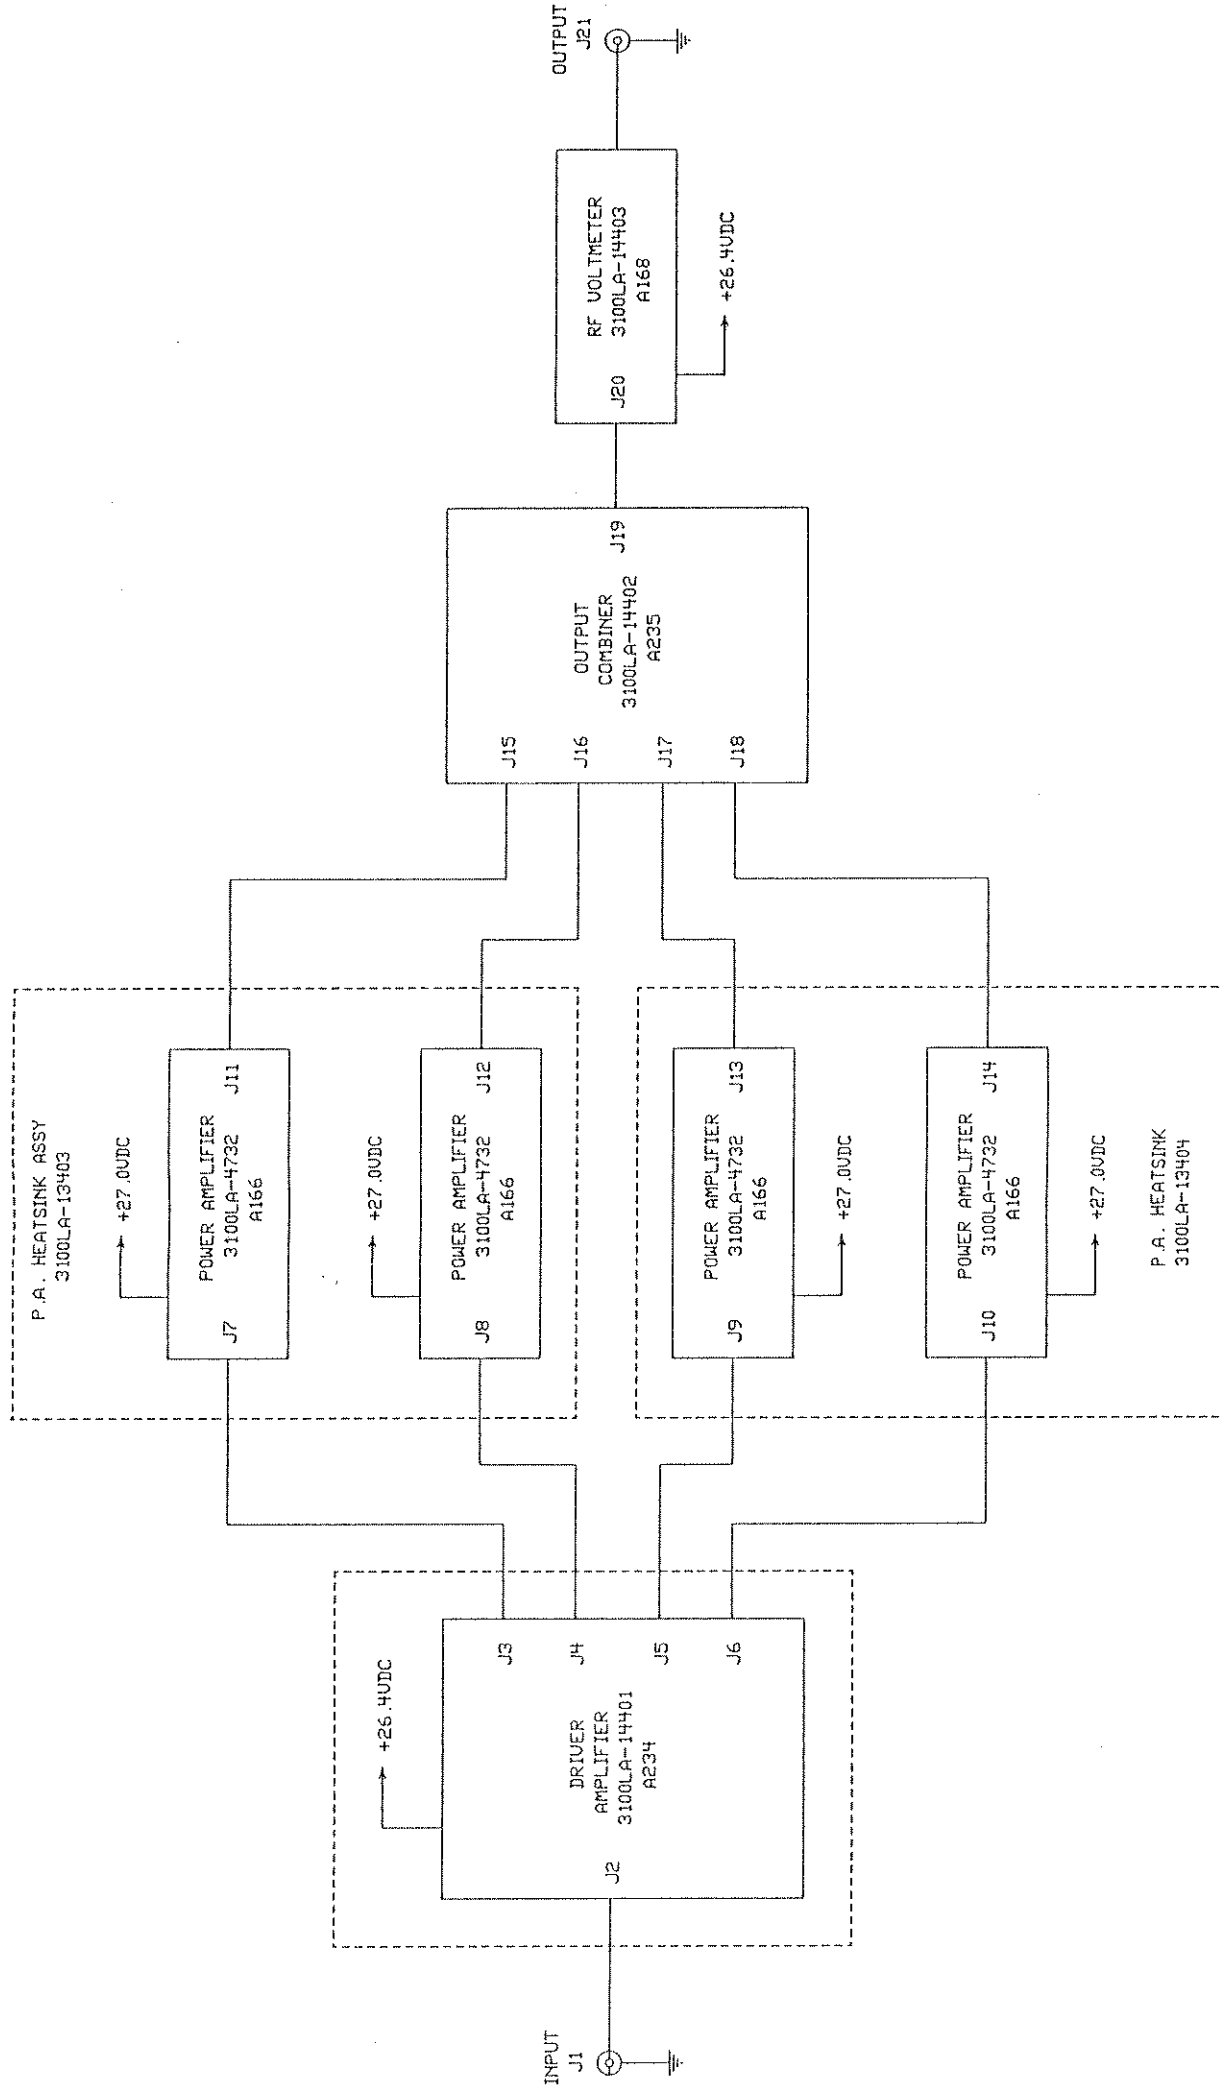 INPUT
J1
+26.4VDC
J2
DRIVER
AMPLIFIER
3100LA-14401
A234
J3
J4
J5
J6
P.A. HEATSINK ASSY
3100LA-13403
+27.0VDC
J7
POWER AMPLIFIER
3100LA-4732
A166
J11
+27.0VDC
J8
POWER AMPLIFIER
3100LA-4732
A166
J12
J9
POWER AMPLIFIER
3100LA-4732
A166
J13
+27.0VDC
J10
POWER AMPLIFIER
3100LA-4732
A166
J14
+27.0VDC
P.A. HEATSINK
3100LA-13404
J15
J16
J17
J18
OUTPUT
COMBINER
3100LA-14402
A235
J19
J20
RF VOLTMETER
3100LA-14403
A168
+26.4VDC
OUTPUT
J21